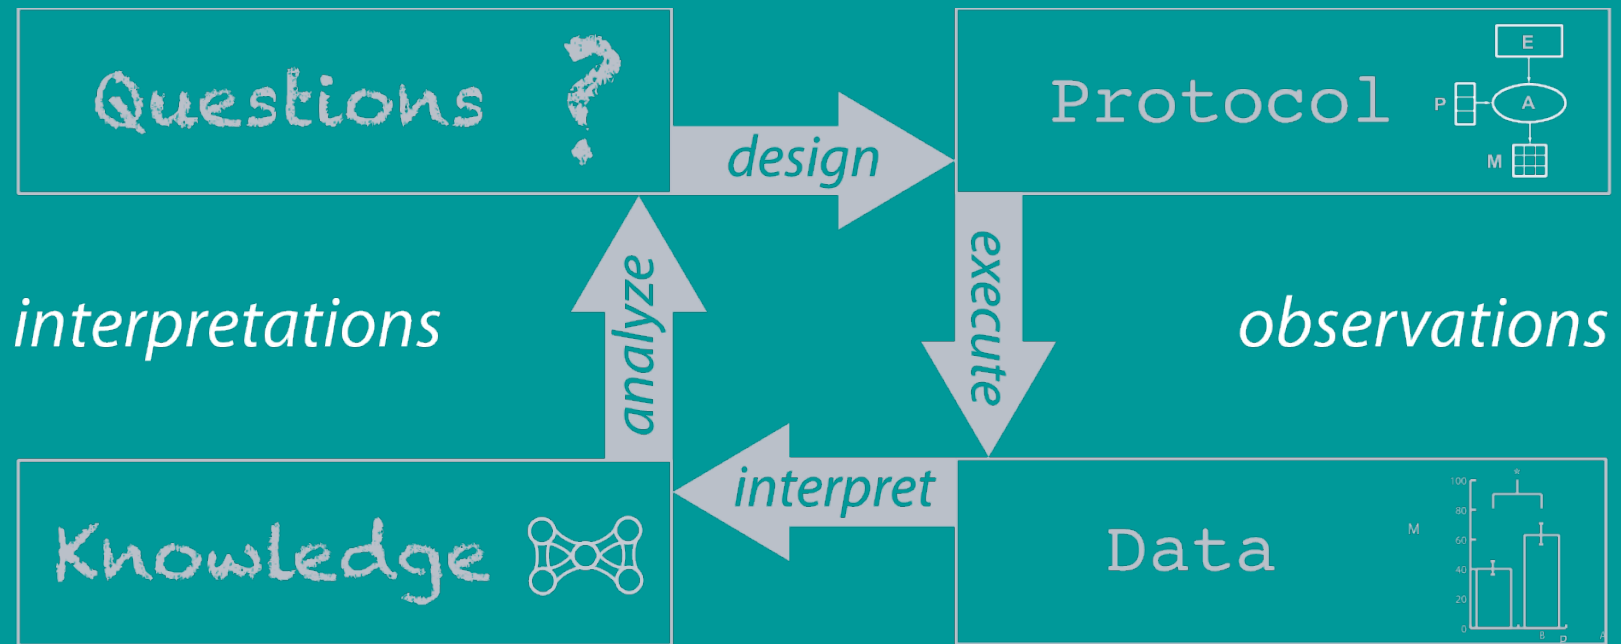 Questions ?
design
Protocol
E
P
A
M
analyze
execute
interpretations
observations
Knowledge
interpret
Data
M
*
100
80
60
40
20
0
B
A